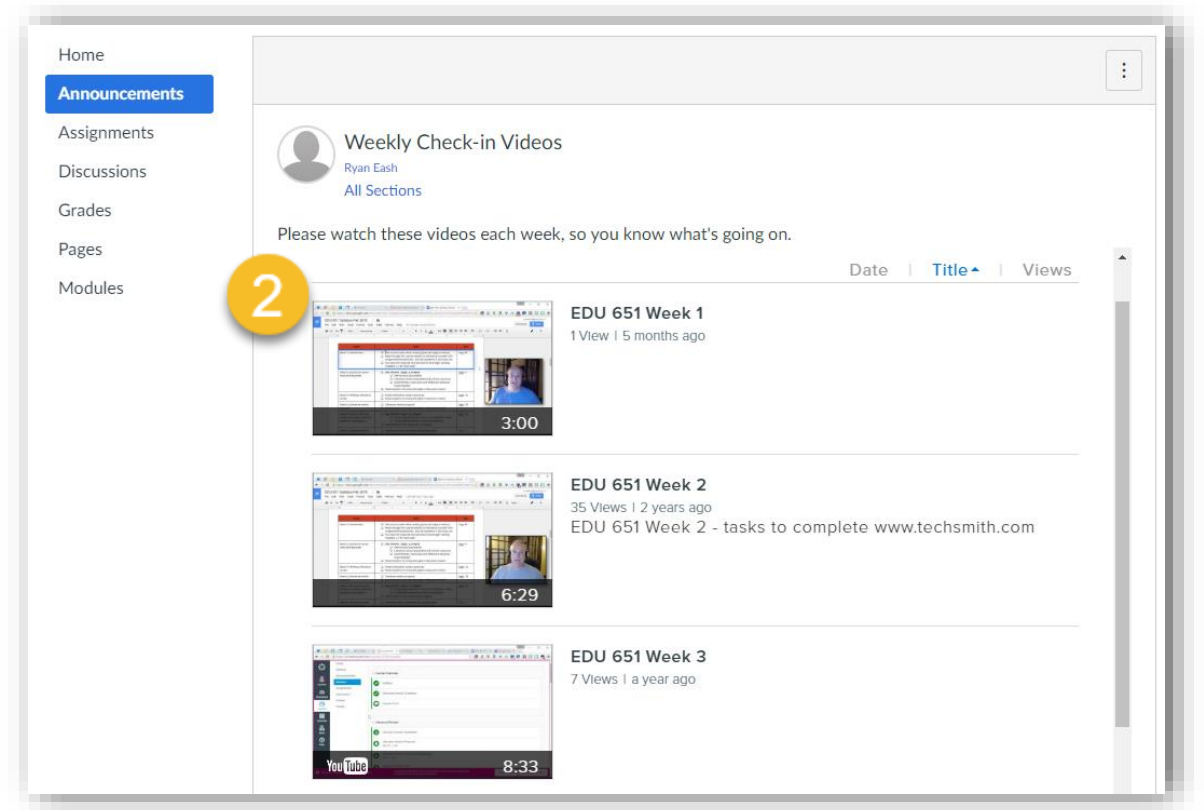 Home
Announcements
Assignments
Discussions
Grades
Pages
Modules
Weekly Check-in Videos
Ryan Eash
All Sections
Please watch these videos each week, so you know what's going on.
2
Date | Title | Views
EDU 651 Week 1
1 View | 5 months ago
3:00
EDU 651 Week 2
35 Views | 2 years ago
EDU 651 Week 2 - tasks to complete www.techsmith.com
6:29
EDU 651 Week 3
7 Views | a year ago
YouTube
8:33